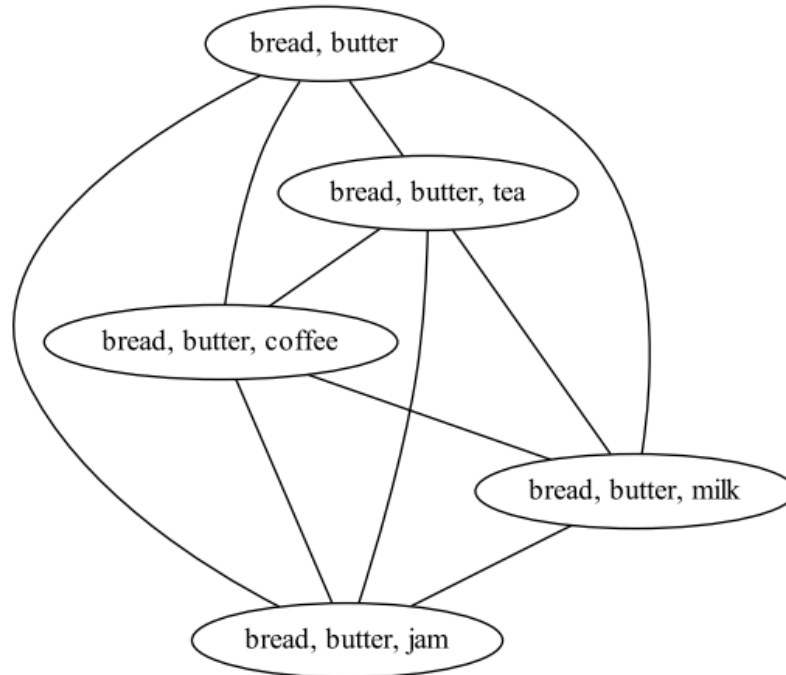 bread, butter
bread, butter, tea
bread, butter, coffee
bread, butter, milk
bread, butter, jam